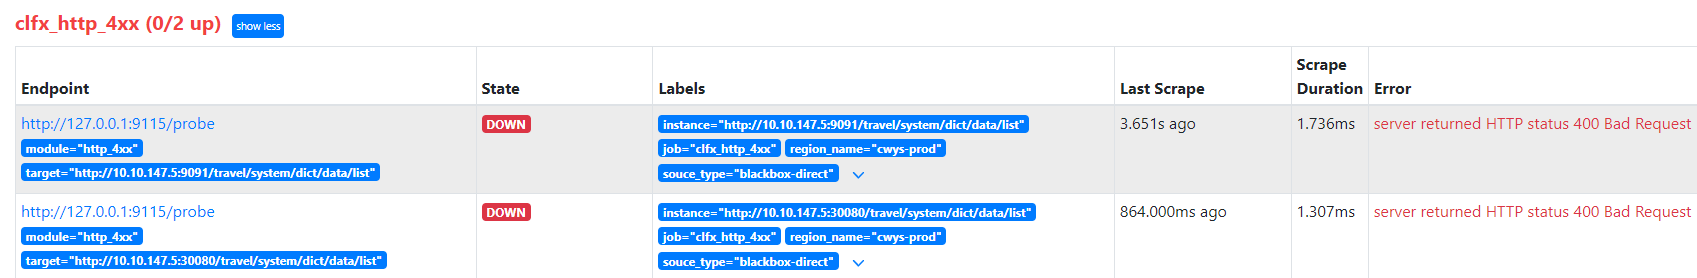 clfx_http_4xx (0/2 up) show less
Endpoint State Labels Last Scrape Scrape Duration Error
http://127.0.0.1:9115/probe DOWN instance="http://10.10.147.5:9091/travel/system/dict/data/list" 3.651s ago 1.736ms server returned HTTP status 400 Bad Request
module="http_4xx" job="clfx_http_4xx" region_name="cwys-prod"
target="http://10.10.147.5:9091/travel/system/dict/data/list" souce_type="blackbox-direct"
http://127.0.0.1:9115/probe DOWN instance="http://10.10.147.5:30080/travel/system/dict/data/list" 864.000ms ago 1.307ms server returned HTTP status 400 Bad Request
module="http_4xx" job="clfx_http_4xx" region_name="cwys-prod"
target="http://10.10.147.5:30080/travel/system/dict/data/list" souce_type="blackbox-direct"